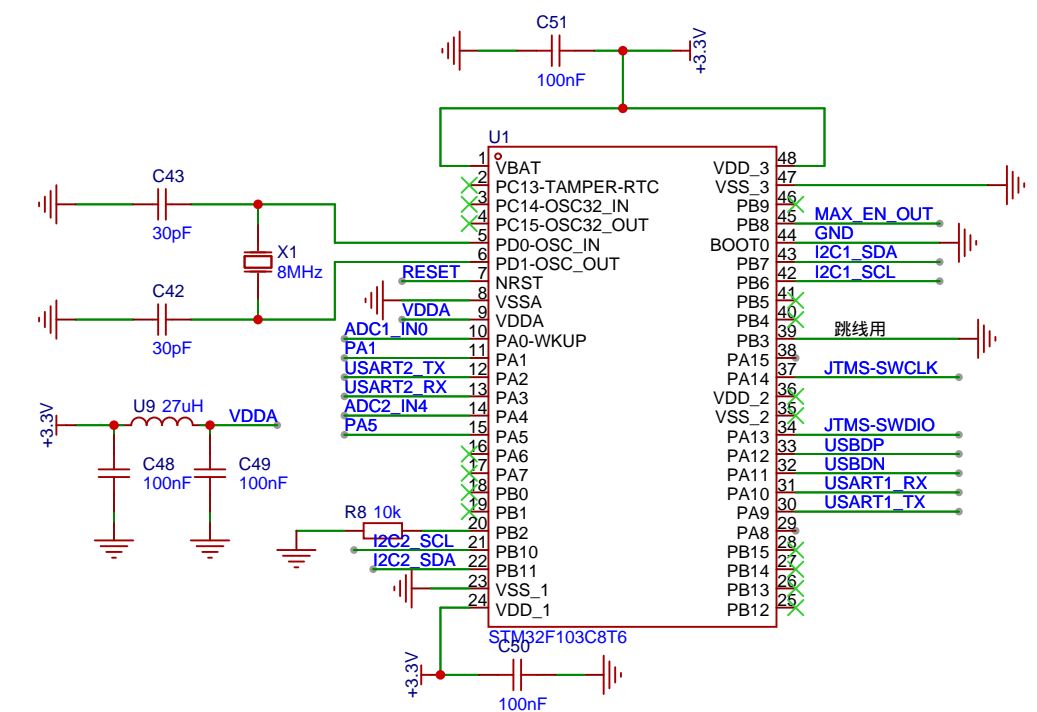 C51
100nF
+3.3V
U1
1 VBAT
2 PC13-TAMPER-RTC
3 PC14-OSC32_IN
4 PC15-OSC32_OUT
5 PD0-OSC_IN
6 PD1-OSC_OUT
RESET 7 NRST
8 VSSA
VDDA 9 VDDA
ADC1_IN0 10 PA0-WKUP
PA1 11 PA1
USART2_TX 12 PA2
USART2_RX 13 PA3
ADC2_IN4 14 PA4
PA5 15 PA5
16 PA6
17 PA7
18 PB0
19 PB1
20 PB2
I2C2_SCL 21 PB10
I2C2_SDA 22 PB11
23 VSS_1
24 VDD_1
VDD_3 48
VSS_3 47
PB9 46
PB8 45 MAX_EN_OUT
BOOT0 44 GND
PB7 43 I2C1_SDA
PB6 42 I2C1_SCL
PB5 41
PB4 40
PB3 39 跳线用
PA15 38
PA14 37 JTMS-SWCLK
VDD_2 36
VSS_2 35
PA13 34 JTMS-SWDIO
PA12 33 USBDP
PA11 32 USBDN
PA10 31 USART1_RX
PA9 30 USART1_TX
PA8 29
PB15 28
PB14 27
PB13 26
PB12 25
STM32F103C8T6
C43
30pF
X1
8MHz
C42
30pF
+3.3V
U9 27uH
VDDA
C48
100nF
C49
100nF
R8 10k
+3.3V
C50
100nF